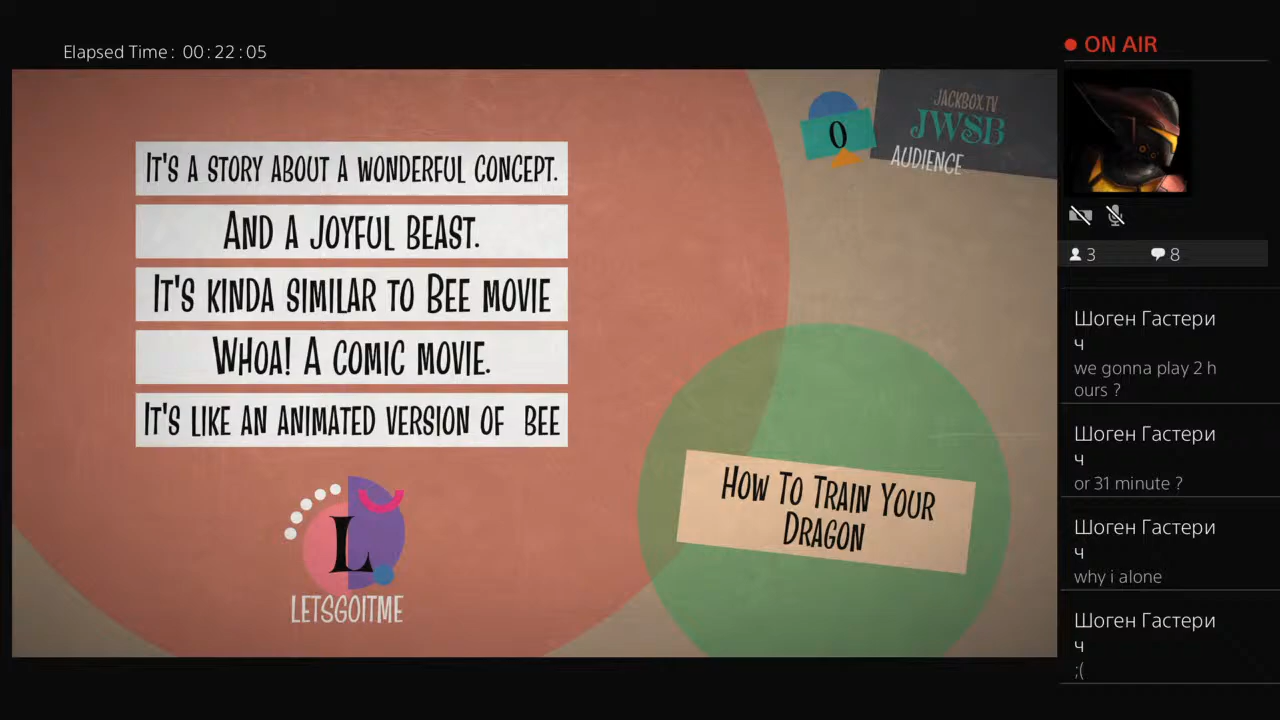 Elapsed Time: 00:22:05
ON AIR
IT'S A STORY ABOUT A WONDERFUL CONCEPT.
AND A JOYFUL BEAST.
IT'S KINDA SIMILAR TO BEE MOVIE
WHOA! A COMIC MOVIE.
IT'S LIKE AN ANIMATED VERSION OF BEE
L
LETSGOITME
0
JACKBOX.TV
JWSB
AUDIENCE
HOW TO TRAIN YOUR
DRAGON
3
8
Шоген Гастери
ч
we gonna play 2 h
ours ?
Шоген Гастери
ч
or 31 minute ?
Шоген Гастери
ч
why i alone
Шоген Гастери
ч
;(